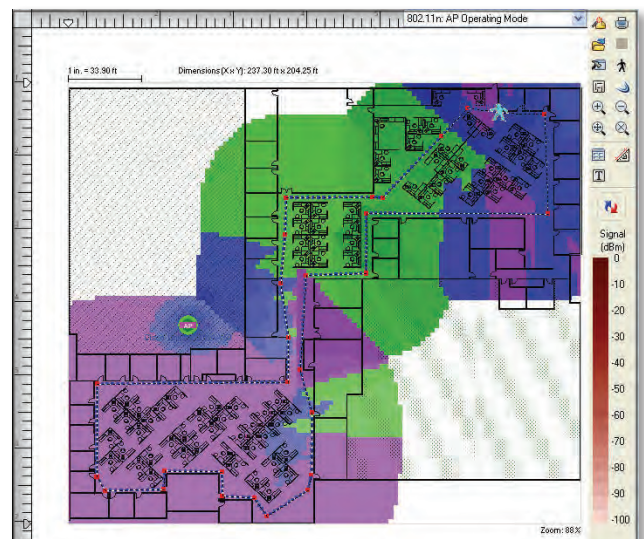 802.11n: AP Operating Mode
1 in. = 33.90 ft
Dimensions (X x Y): 237.30 ft x 204.25 ft
AP
T
Signal
(dBm)
0
-10
-20
-30
-40
-50
-60
-70
-80
-90
-100
Zoom: 88%